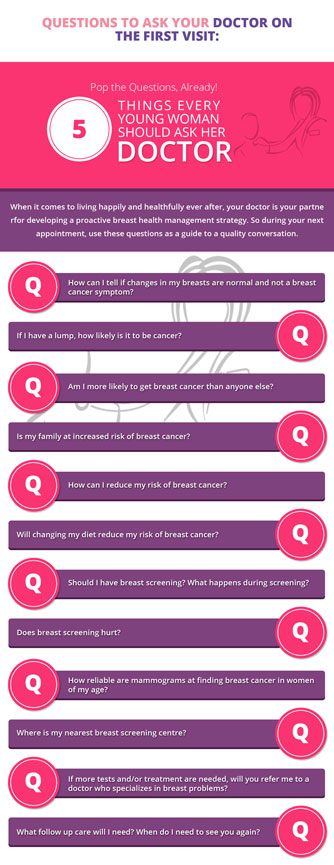 QUESTIONS TO ASK YOUR DOCTOR ON
THE FIRST VISIT:
Pop the Questions, Already!
5
THINGS EVERY
YOUNG WOMAN
SHOULD ASK HER
DOCTOR
When it comes to living happily and healthfully ever after, your doctor is your partne
rfor developing a proactive breast health management strategy. So during your next
appointment, use these questions as a guide to a quality conversation.
Q
How can I tell if changes in my breasts are normal and not a breast
cancer symptom?
If I have a lump, how likely is it to be cancer?
Q
Q
Am I more likely to get breast cancer than anyone else?
Is my family at increased risk of breast cancer?
Q
Q
How can I reduce my risk of breast cancer?
Will changing my diet reduce my risk of breast cancer?
Q
Q
Should I have breast screening? What happens during screening?
Does breast screening hurt?
Q
Q
How reliable are mammograms at finding breast cancer in women
of my age?
Where is my nearest breast screening centre?
Q
Q
If more tests and/or treatment are needed, will you refer me to a
doctor who specializes in breast problems?
What follow up care will I need? When do I need to see you again?
Q